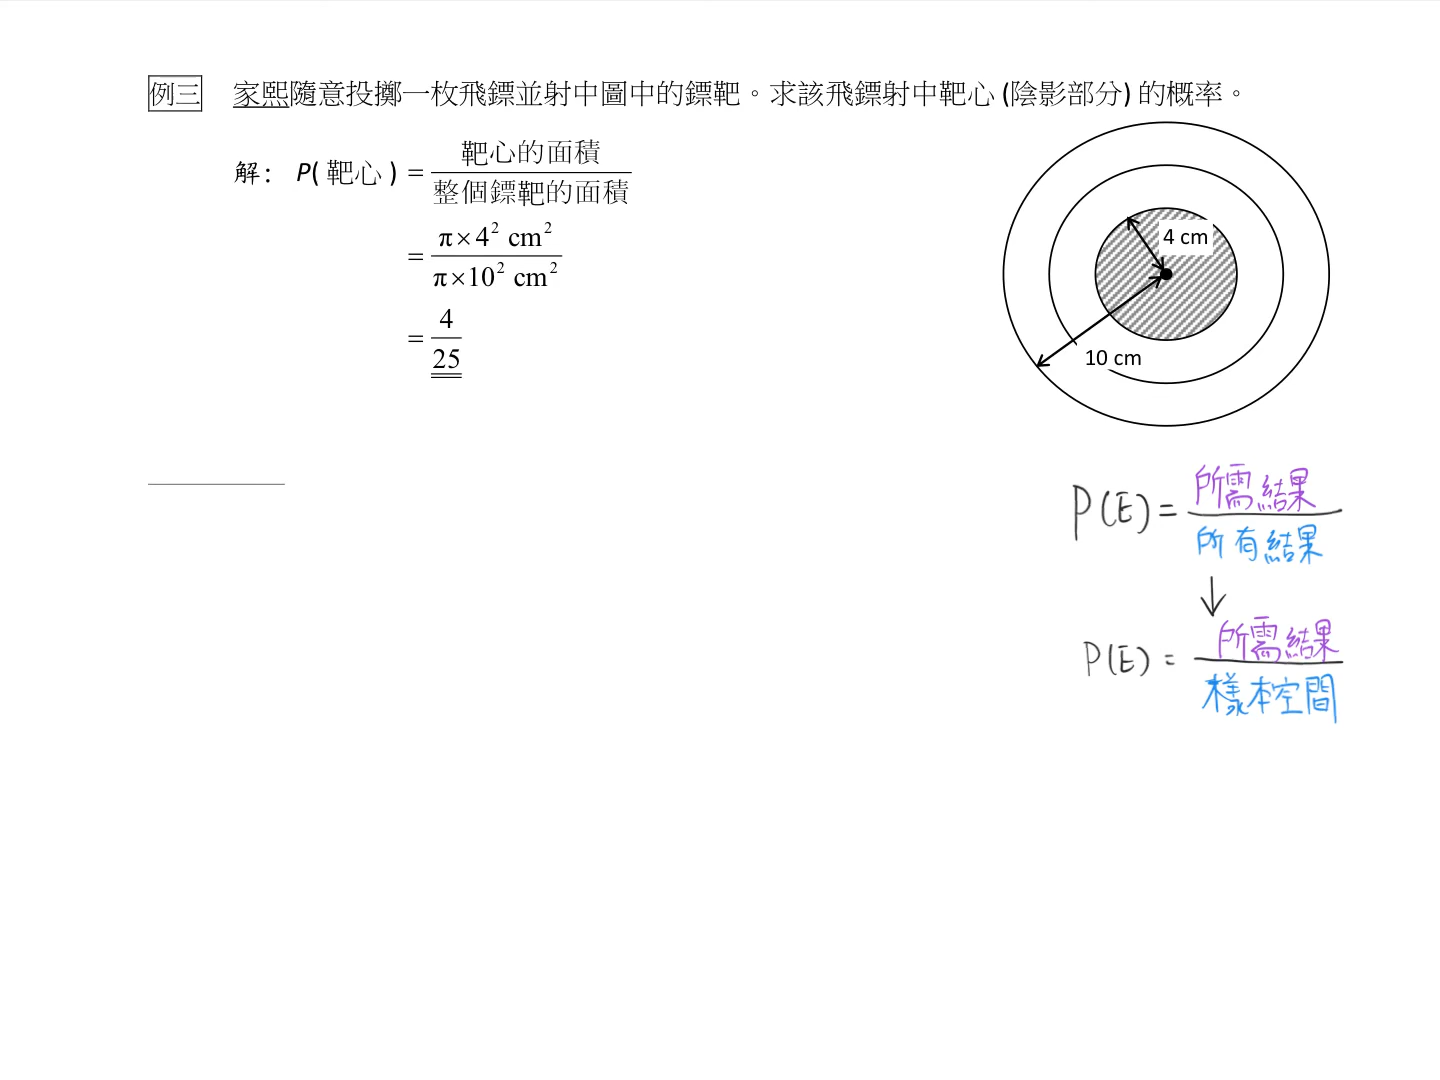 例三 家熙隨意投擲一枚飛鏢並射中圖中的鏢靶。求該飛鏢射中靶心 (陰影部分) 的概率。
解： P( 靶心 ) = 靶心的面積 / 整個鏢靶的面積
= π × 4² cm² / π × 10² cm²
= 4 / 25
4 cm
10 cm
P(E) = 所需結果 / 所有結果
↓
P(E) = 所需結果 / 樣本空間